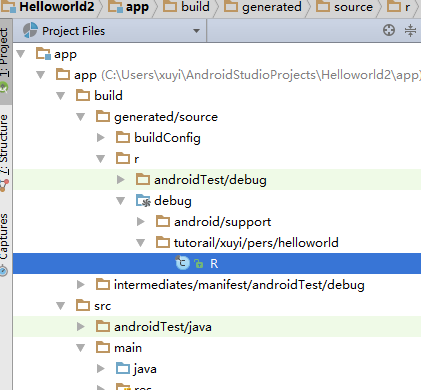 Helloworld2 app build generated source r
Project Files
1: Project
app
app (C:\Users\xuyi\AndroidStudioProjects\Helloworld2\app)
build
generated/source
buildConfig
r
androidTest/debug
debug
7: Structure
android/support
tutorail/xuyi/pers/helloworld
Captures
R
intermediates/manifest/androidTest/debug
src
androidTest/java
main
java
res